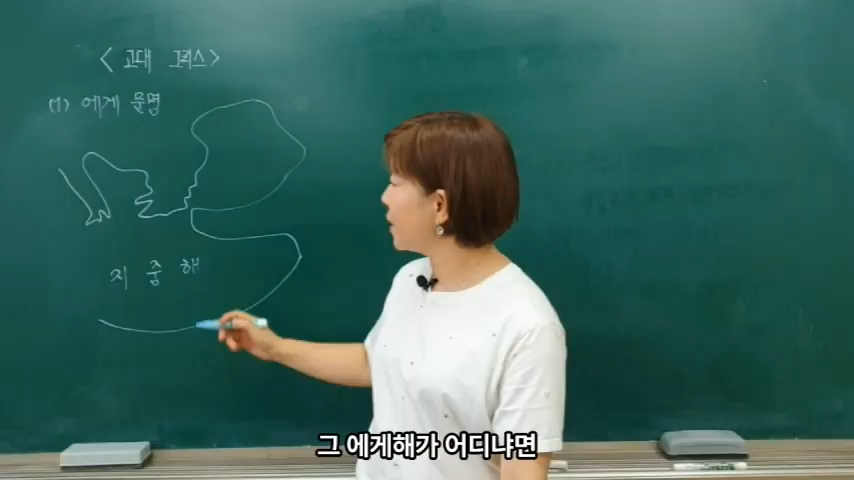 <고대 그리스>
(1) 에게 문명
지 중 해
그 에게해가 어디냐면